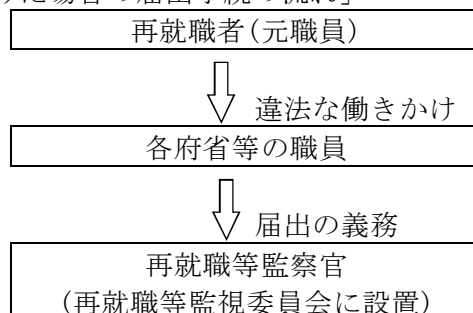 再就職者(元職員)
違法な働きかけ
各府省等の職員
届出の義務
再就職等監察官
(再就職等監視委員会に設置)